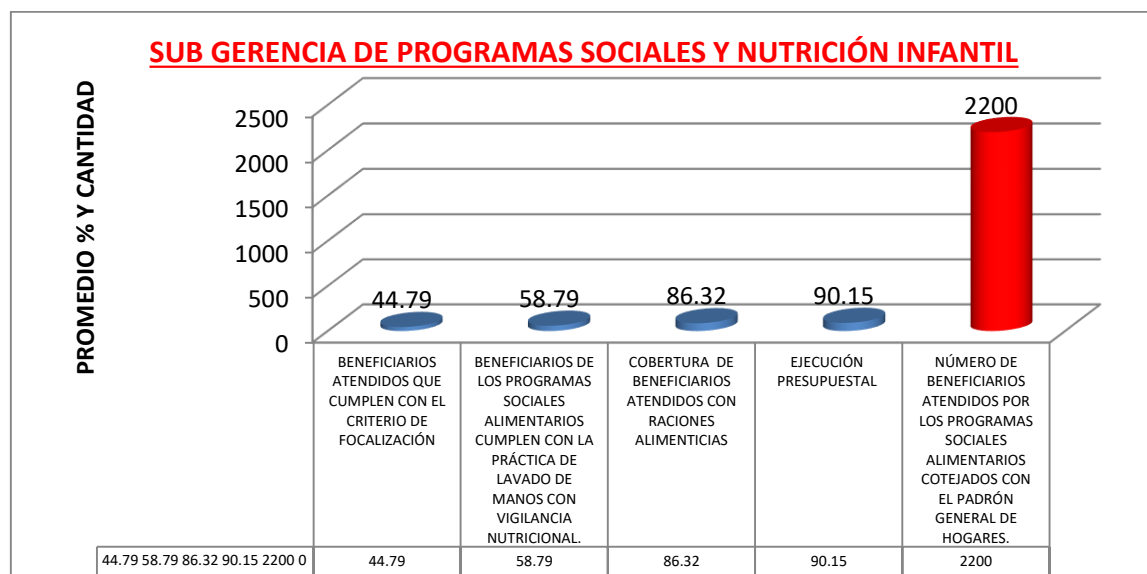 SUB GERENCIA DE PROGRAMAS SOCIALES Y NUTRICIÓN INFANTIL
PROMEDIO % Y CANTIDAD
2500
2000
1500
1000
500
0
44.79
58.79
86.32
90.15
2200
BENEFICIARIOS
ATENDIDOS QUE
CUMPLEN CON EL
CRITERIO DE
FOCALIZACIÓN
BENEFICIARIOS DE
LOS PROGRAMAS
SOCIALES
ALIMENTARIOS
CUMPLEN CON LA
PRÁCTICA DE
LAVADO DE
MANOS CON
VIGILANCIA
NUTRICIONAL.
COBERTURA DE
BENEFICIARIOS
ATENDIDOS CON
RACIONES
ALIMENTICIAS
EJECUCIÓN
PRESUPUESTAL
NÚMERO DE
BENEFICIARIOS
ATENDIDOS POR
LOS PROGRAMAS
SOCIALES
ALIMENTARIOS
COTEJADOS CON
EL PADRÓN
GENERAL DE
HOGARES.
44.79 58.79 86.32 90.15 2200 0
44.79
58.79
86.32
90.15
2200